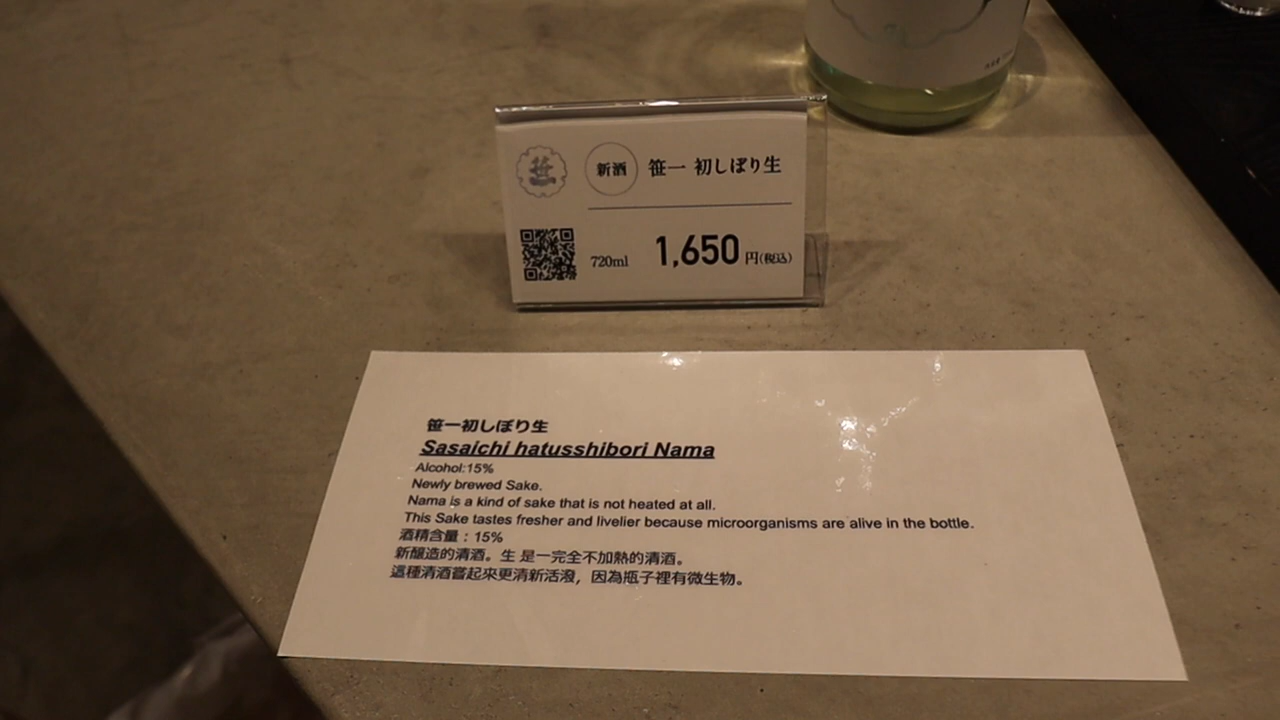 笹
新酒
笹一 初しぼり生
720ml 1,650 円(税込)
笹一初しぼり生
Sasaichi hatusshibori Nama
Alcohol:15%
Newly brewed Sake.
Nama is a kind of sake that is not heated at all.
This Sake tastes fresher and livelier because microorganisms are alive in the bottle.
酒精含量：15%
新釀造的清酒。生 是一完全不加熱的清酒。
這種清酒嘗起來更清新活潑，因為瓶子裡有微生物。